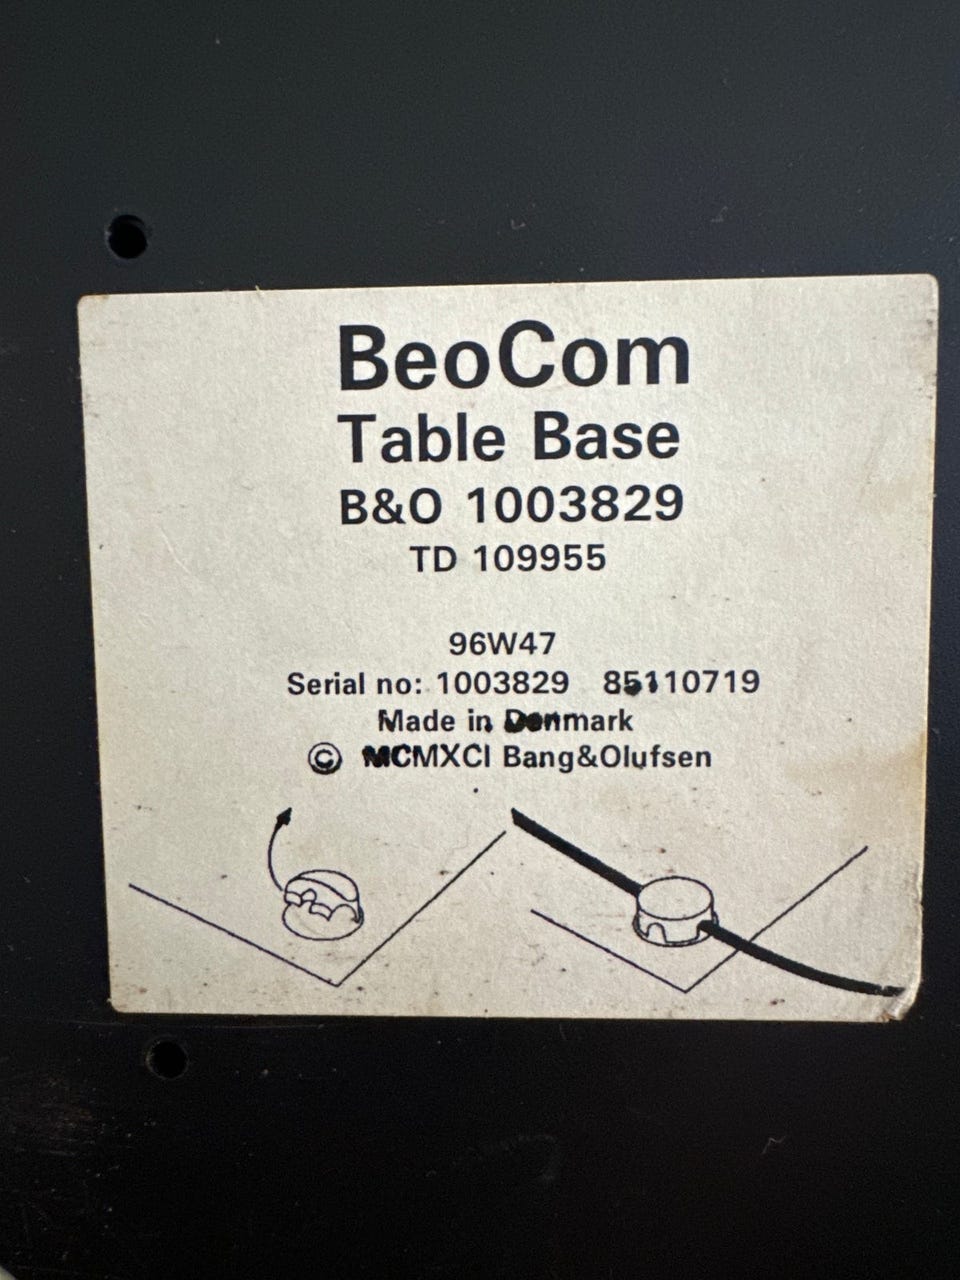 BeoCom
Table Base
B&O 1003829
TD 109955
96W47
Serial no: 1003829 85110719
Made in Denmark
© MCMXCI Bang&Olufsen